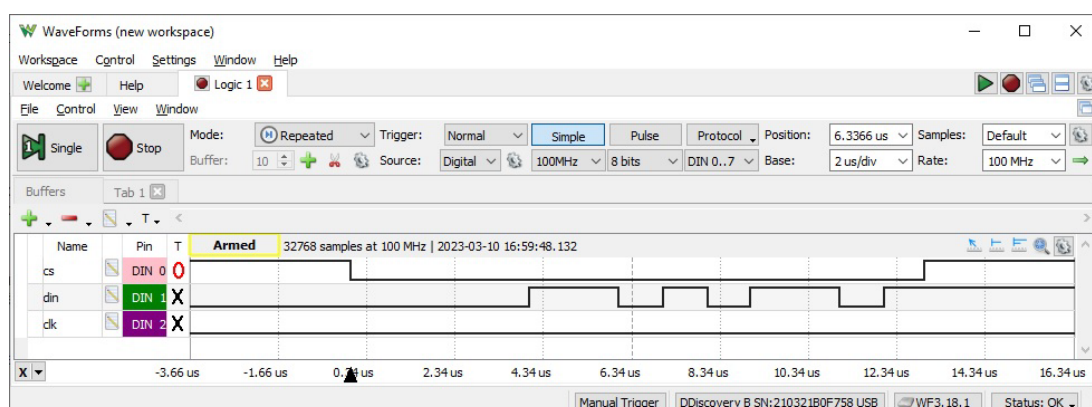 WaveForms (new workspace)
Workspace Control Settings Window Help
Welcome Help Logic 1
File Control View Window
Single Stop Mode: Repeated Trigger: Normal Simple Pulse Protocol Position: 6.3366 us Samples: Default
Buffer: 10 Source: Digital 100MHz 8 bits DIN 0..7 Base: 2 us/div Rate: 100 MHz
Buffers Tab 1
T
Name Pin T Armed 32768 samples at 100 MHz | 2023-03-10 16:59:48.132
cs DIN 0
din DIN 1 X
clk DIN 2 X
X -3.66 us -1.66 us 0.34 us 2.34 us 4.34 us 6.34 us 8.34 us 10.34 us 12.34 us 14.34 us 16.34 us
Manual Trigger DDiscovery B SN:210321B0F758 USB WF3.18.1 Status: OK